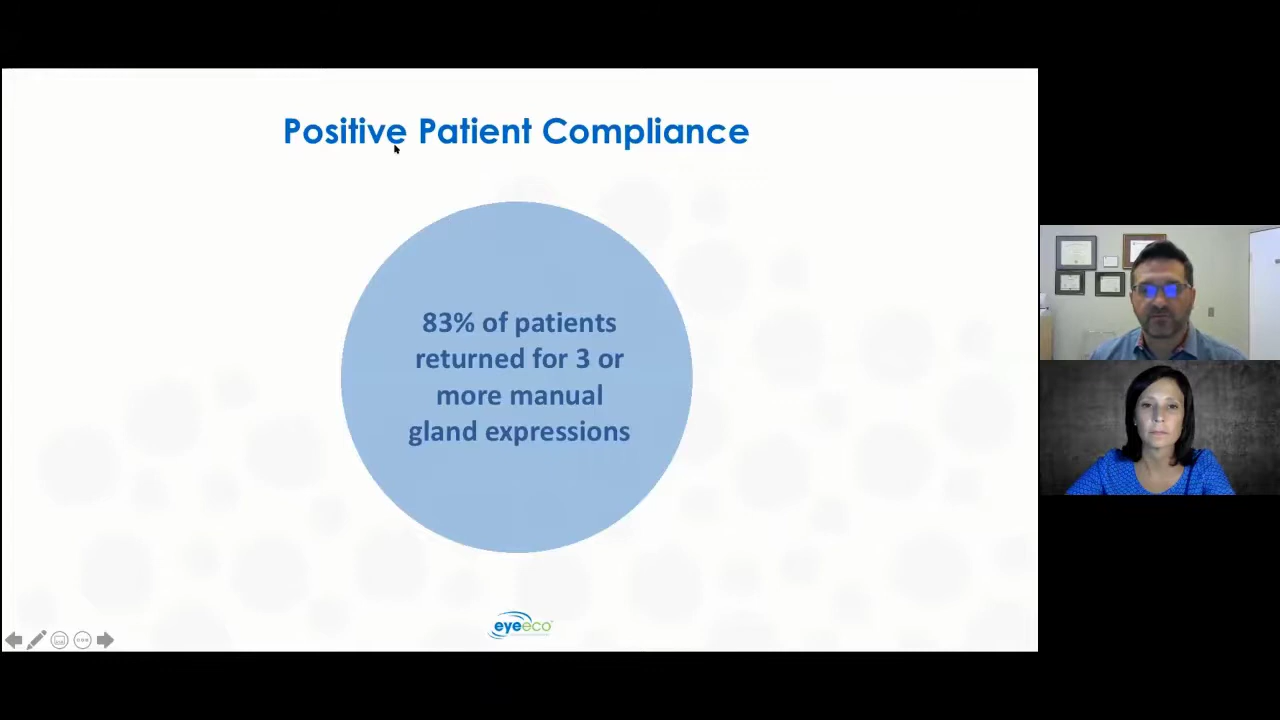 Positive Patient Compliance
83% of patients
returned for 3 or
more manual
gland expressions
eyeeco